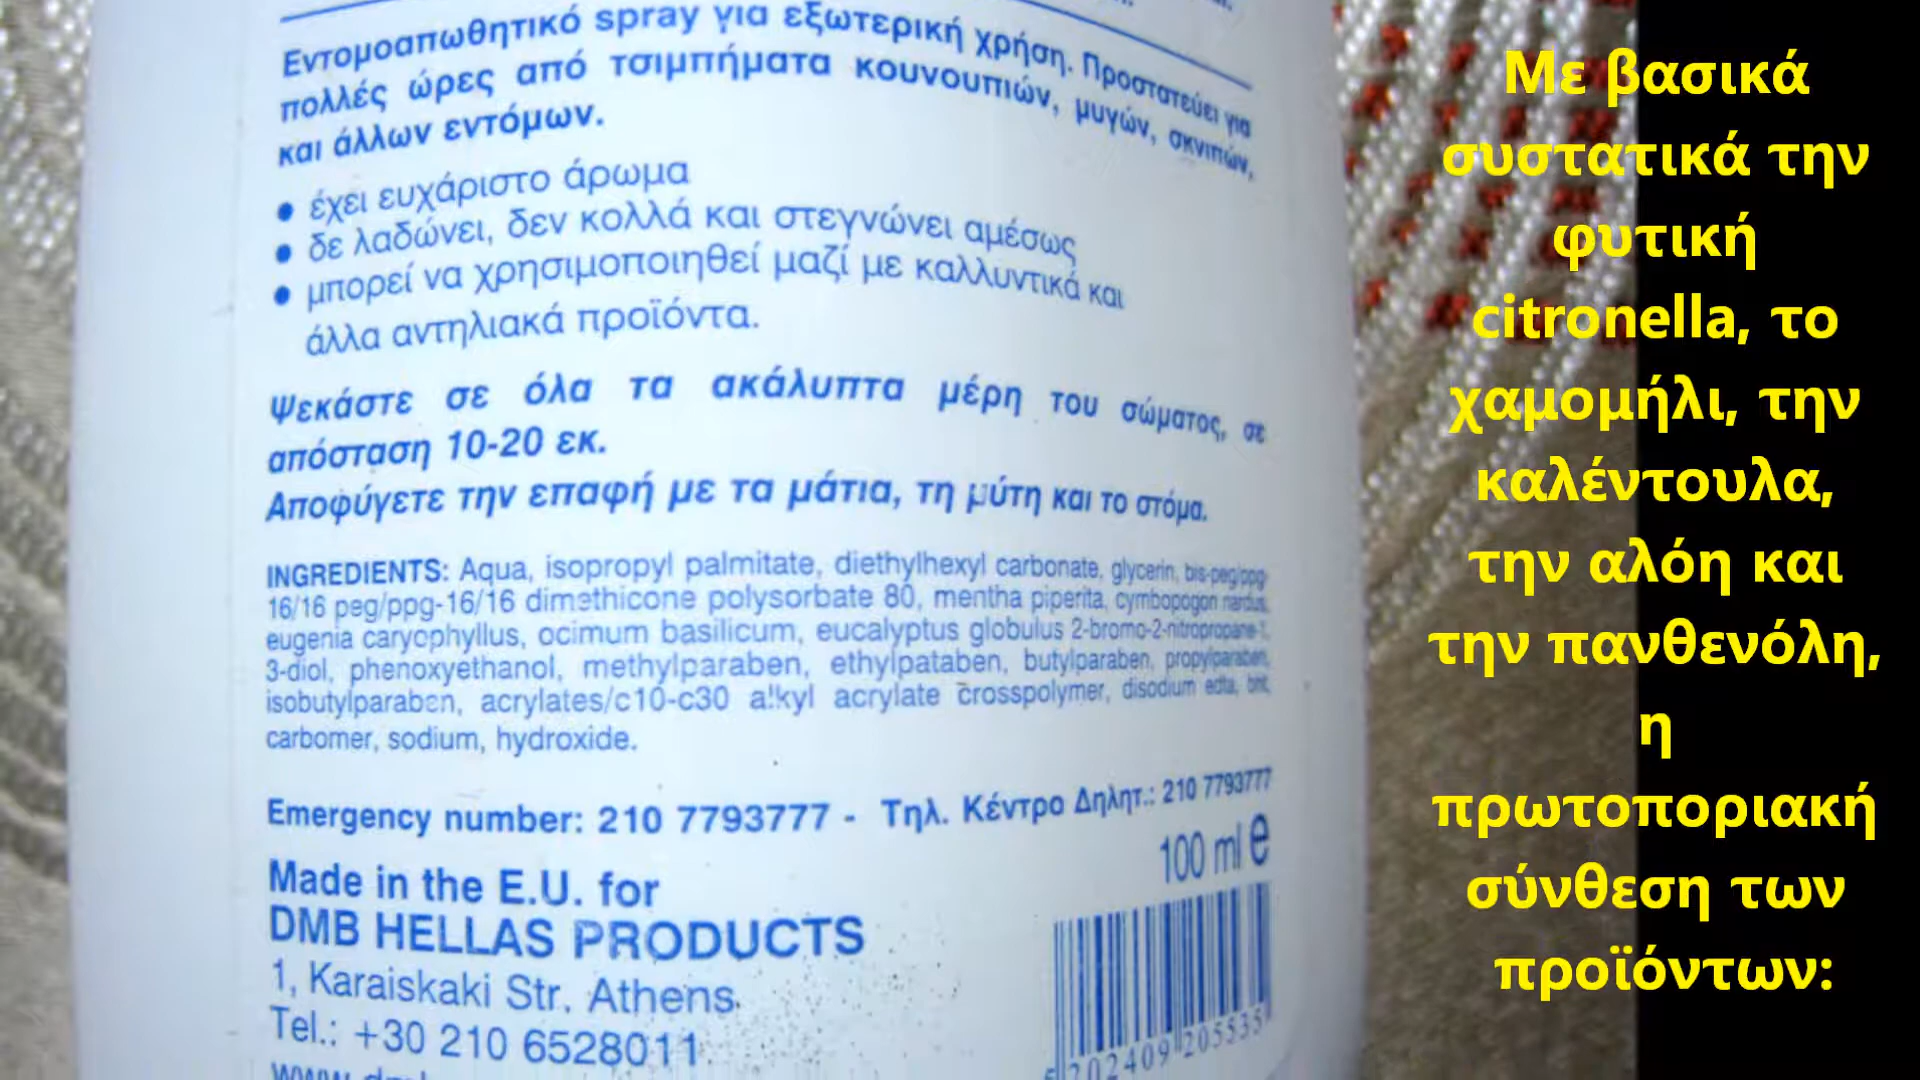 Εντομοαπωθητικό spray για εξωτερική χρήση. Προστατεύει για
πολλές ώρες από τσιμπήματα κουνουπιών, μυγών, σκνιπών,
και άλλων εντόμων.
• έχει ευχάριστο άρωμα
• δε λαδώνει, δεν κολλά και στεγνώνει αμέσως
• μπορεί να χρησιμοποιηθεί μαζί με καλλυντικά και
άλλα αντηλιακά προϊόντα.
Ψεκάστε σε όλα τα ακάλυπτα μέρη του σώματος, σε
απόσταση 10-20 εκ.
Αποφύγετε την επαφή με τα μάτια, τη μύτη και το στόμα.
INGREDIENTS: Aqua, isopropyl palmitate, diethylhexyl carbonate, glycerin, bis-peg/ppg-
16/16 peg/ppg-16/16 dimethicone polysorbate 80, mentha piperita, cymbopogon nardus,
eugenia caryophyllus, ocimum basilicum, eucalyptus globulus 2-bromo-2-nitropropane-1,
3-diol, phenoxyethanol, methylparaben, ethylpataben, butylparaben, propylparaben,
isobutylparaben, acrylates/c10-c30 alkyl acrylate crosspolymer, disodium edta, bht,
carbomer, sodium, hydroxide.
Emergency number: 210 7793777 - Τηλ. Κέντρο Δηλητ.: 210 7793777
100 ml e
Made in the E.U. for
DMB HELLAS PRODUCTS
1, Karaiskaki Str. Athens
Tel.: +30 210 6528011
5 202409 205535
Με βασικά
συστατικά την
φυτική
citronella, το
χαμομήλι, την
καλέντουλα,
την αλόη και
την πανθενόλη,
η
πρωτοποριακή
σύνθεση των
προϊόντων: